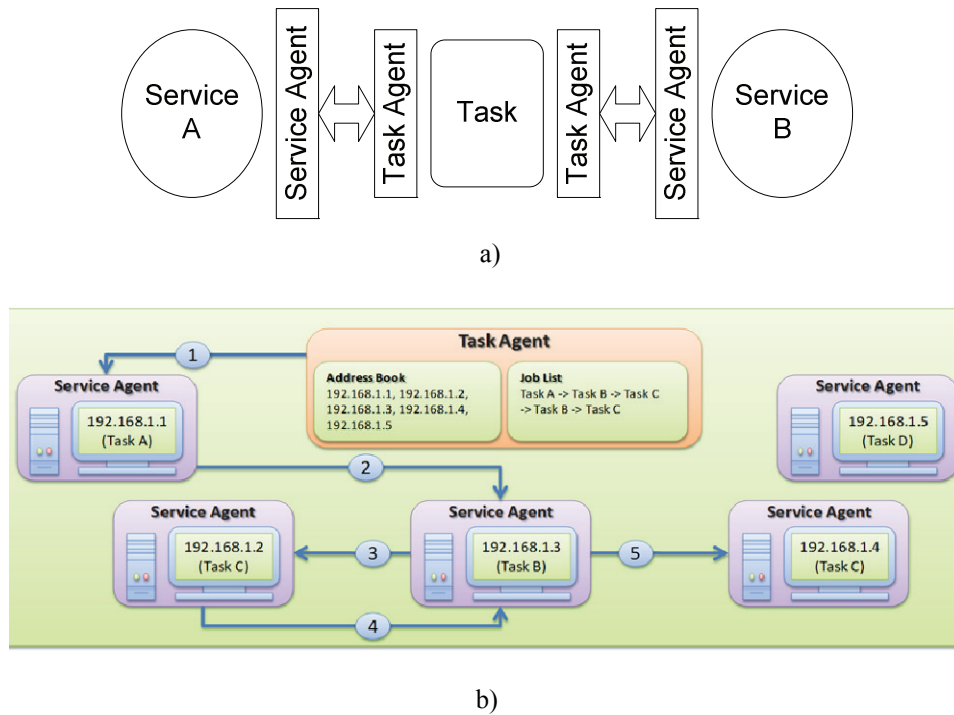 Service
A
Service Agent
Task Agent
Task
Task Agent
Service Agent
Service
B
a)
Task Agent
1
Address Book
192.168.1.1, 192.168.1.2,
192.168.1.3, 192.168.1.4,
192.168.1.5
Job List
Task A -> Task B -> Task C
-> Task B -> Task C
Service Agent
192.168.1.1
(Task A)
Service Agent
192.168.1.5
(Task D)
2
Service Agent
192.168.1.2
(Task C)
3
Service Agent
192.168.1.3
(Task B)
5
Service Agent
192.168.1.4
(Task C)
4
b)